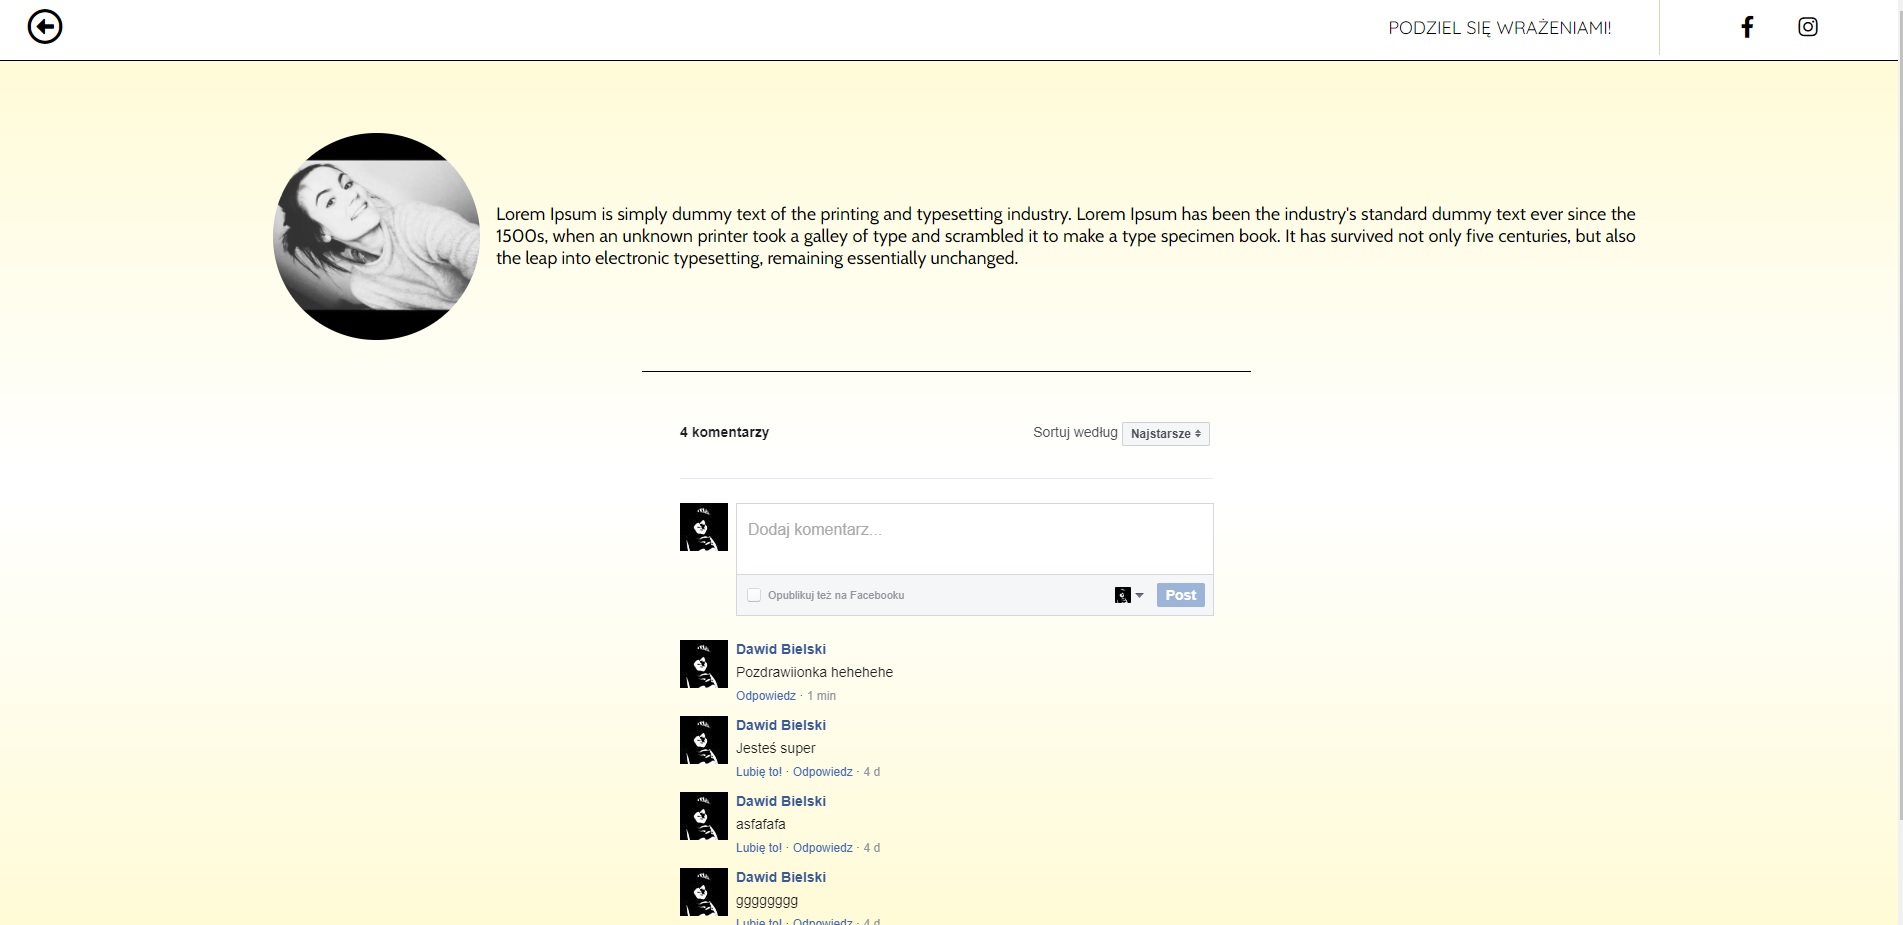 PODZIEL SIĘ WRAŻENIAMI!
Lorem Ipsum is simply dummy text of the printing and typesetting industry. Lorem Ipsum has been the industry's standard dummy text ever since the
1500s, when an unknown printer took a galley of type and scrambled it to make a type specimen book. It has survived not only five centuries, but also
the leap into electronic typesetting, remaining essentially unchanged.
4 komentarzy
Sortuj według Najstarsze
Dodaj komentarz...
Opublikuj też na Facebooku
Post
Dawid Bielski
Pozdrawiionka hehehehe
Odpowiedz · 1 min
Dawid Bielski
Jesteś super
Lubię to! · Odpowiedz · 4 d
Dawid Bielski
asfafafa
Lubię to! · Odpowiedz · 4 d
Dawid Bielski
gggggggg
Lubię to! · Odpowiedz · 4 d